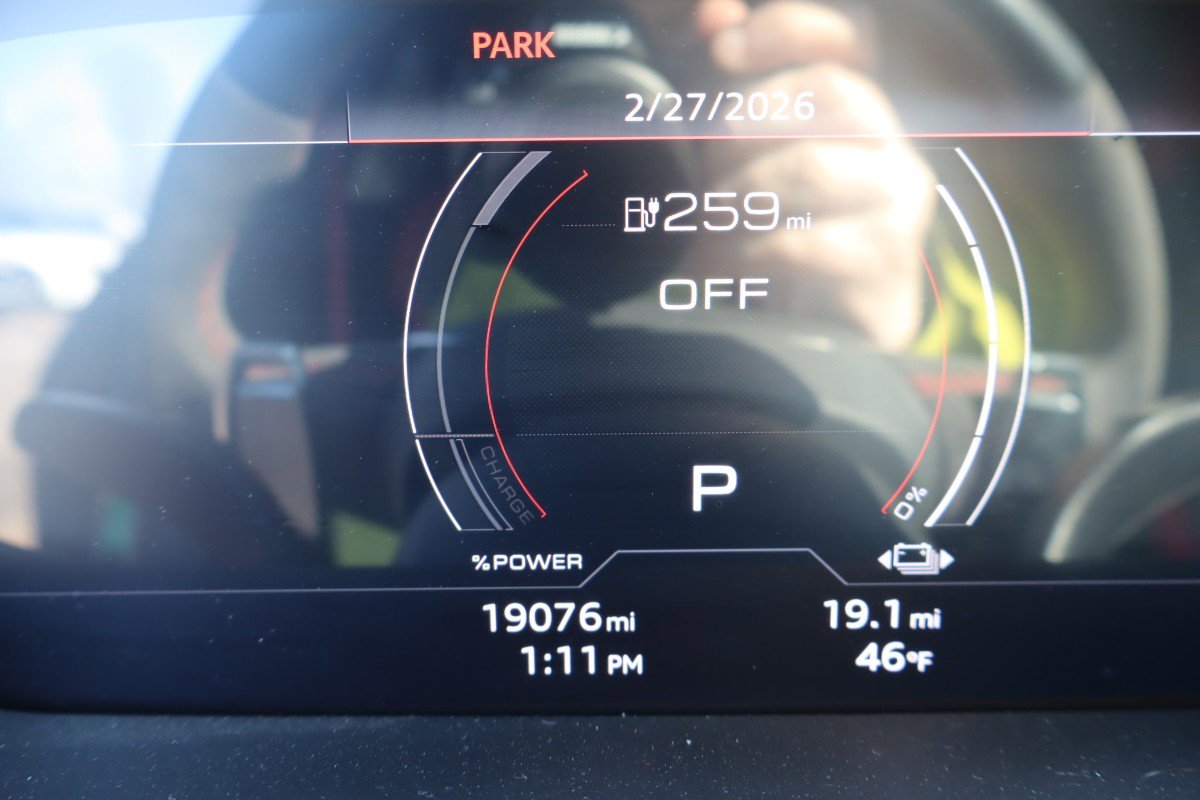 PARK
2/27/2026
259 mi
OFF
P
CHARGE
0%
%POWER
19076 mi
19.1 mi
1:11 PM
46°F